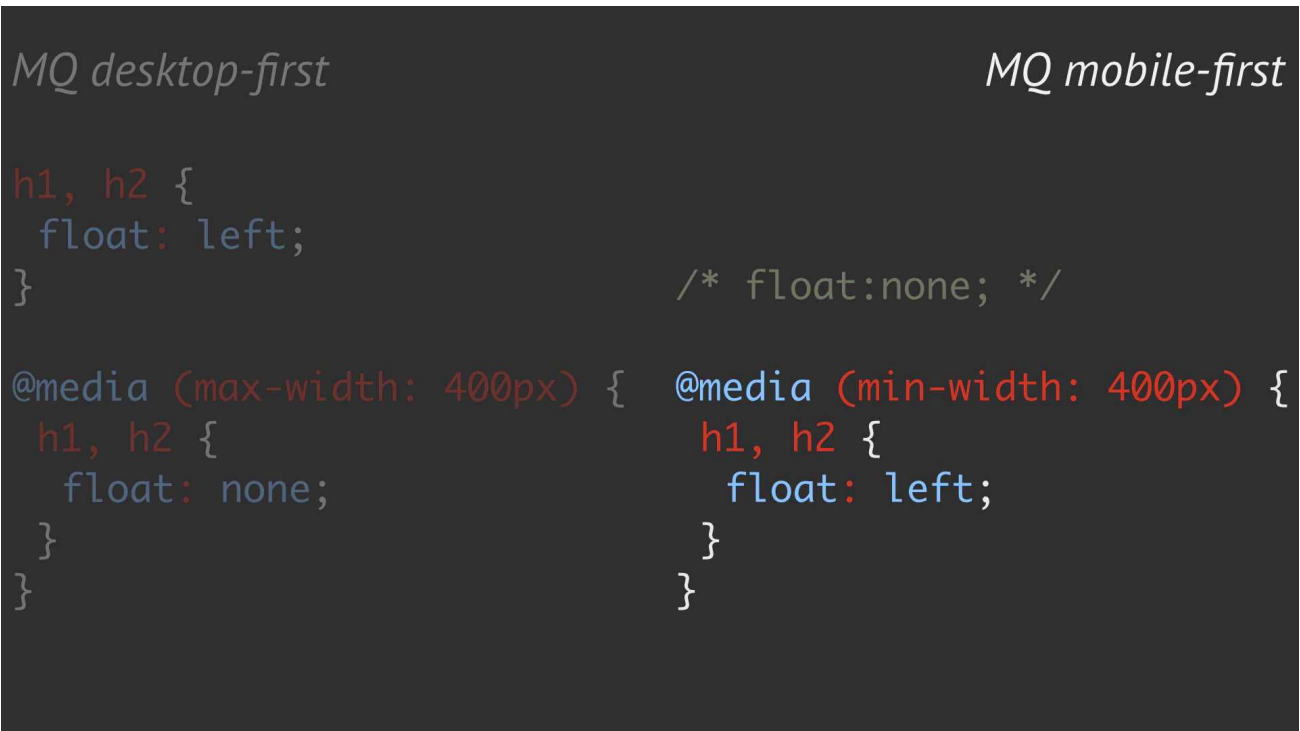 MQ desktop-first
h1, h2 {
 float: left;
}
@media (max-width: 400px) {
 h1, h2 {
  float: none;
 }
}
MQ mobile-first
/* float:none; */
@media (min-width: 400px) {
 h1, h2 {
  float: left;
 }
}